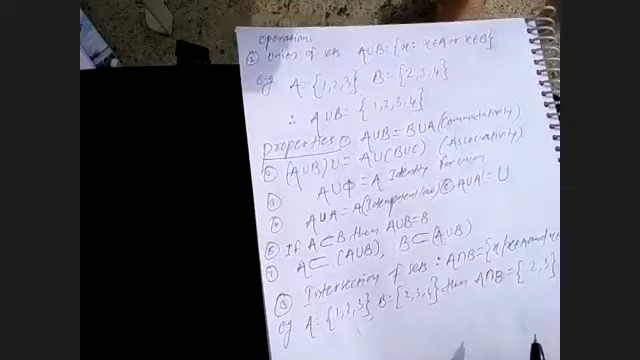 operations
① Union of sets A∪B = {x: x∈A or x∈B}
eg A = {1,2,3} B = {2,3,4}
∴ A∪B = {1,2,3,4}
Properties ① A∪B = B∪A (Commutativity)
② (A∪B)∪ = A∪(B∪C) (Associativity)
③ A∪ϕ = A Identity for union
④ A∪A = A (Idempotent law) ⑤ A∪A' = U
⑥ If A⊂B then A∪B = B
⑦ A⊂(A∪B), B⊂(A∪B)
Intersection of sets: A∩B = {x/x∈A and x∈
eg A = {1,2,3} B = {2,3,4} then A∩B = {2,3}